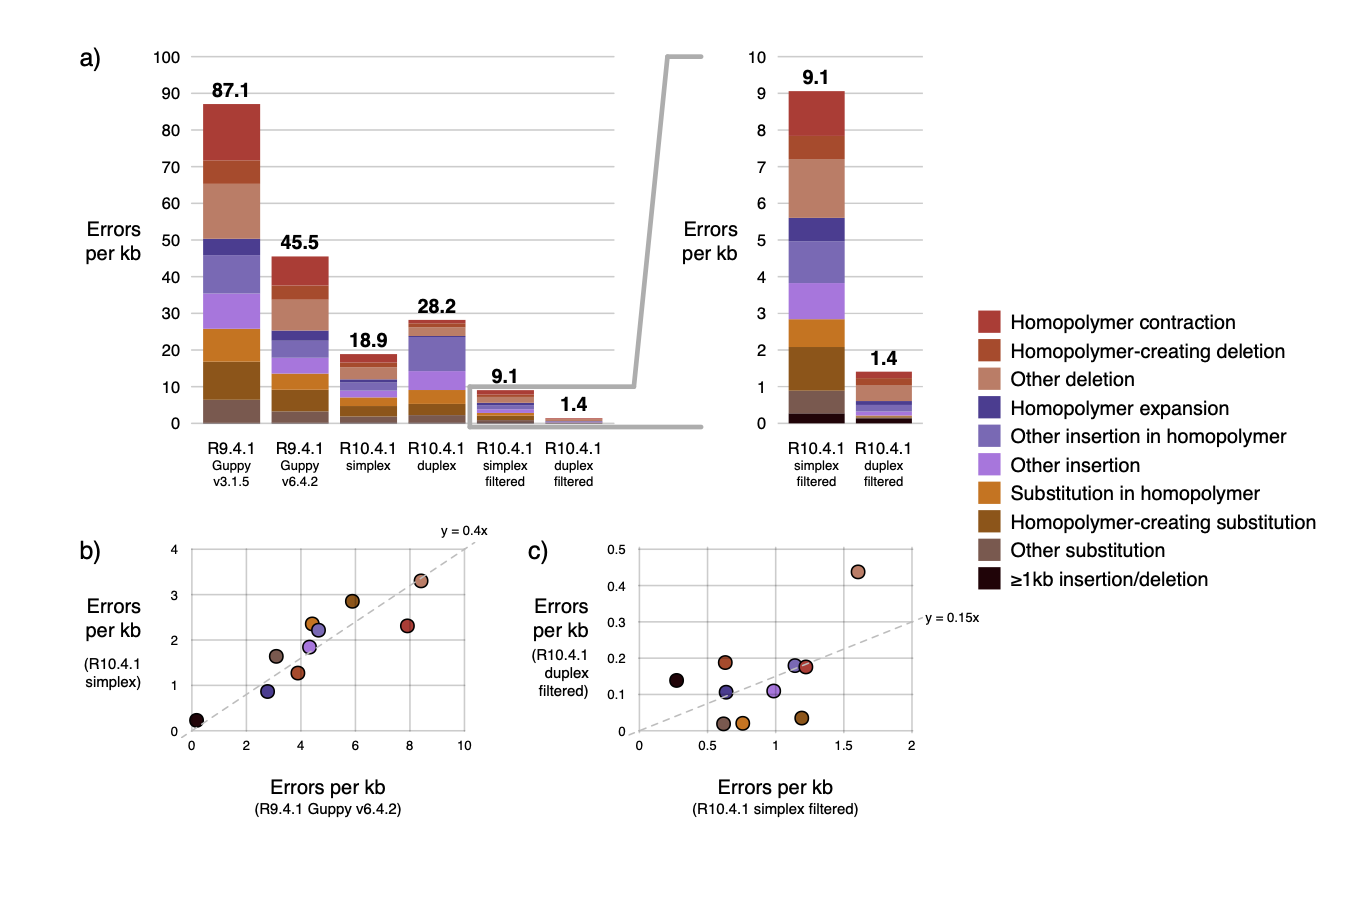 a)
100
90
80
70
60
50
40
30
20
10
0
Errors
per kb
87.1
45.5
18.9
28.2
9.1
1.4
R9.4.1
Guppy
v3.1.5
R9.4.1
Guppy
v6.4.2
R10.4.1
simplex
R10.4.1
duplex
R10.4.1
simplex
filtered
R10.4.1
duplex
filtered
10
9
8
7
6
5
4
3
2
1
0
Errors
per kb
9.1
1.4
R10.4.1
simplex
filtered
R10.4.1
duplex
filtered
Homopolymer contraction
Homopolymer-creating deletion
Other deletion
Homopolymer expansion
Other insertion in homopolymer
Other insertion
Substitution in homopolymer
Homopolymer-creating substitution
Other substitution
≥1kb insertion/deletion
b)
y = 0.4x
4
3
2
1
0
Errors
per kb
(R10.4.1
simplex)
0 2 4 6 8 10
Errors per kb
(R9.4.1 Guppy v6.4.2)
c)
y = 0.15x
0.5
0.4
0.3
0.2
0.1
0
Errors
per kb
(R10.4.1
duplex
filtered)
0 0.5 1 1.5 2
Errors per kb
(R10.4.1 simplex filtered)